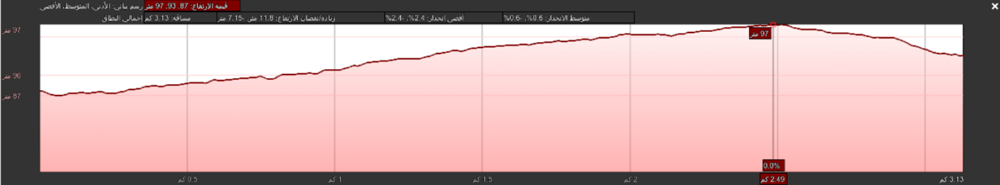 رسم بياني: الأدنى, المتوسط, الأقصى قيمة الارتفاع: 87, 93, 97 متر
إجمالي النطاق مسافة: 3.13 كم زيادة/نقصان الارتفاع: 11.8 متر, -7.15 متر أقصى انحدار: 2.4%, -2.4% متوسط الانحدار: 0.6%, -0.6%
97 متر
97 متر
90 متر
87 متر
0.0%
0.5 كم 1 كم 1.5 كم 2 كم 2.49 كم 3.13 كم